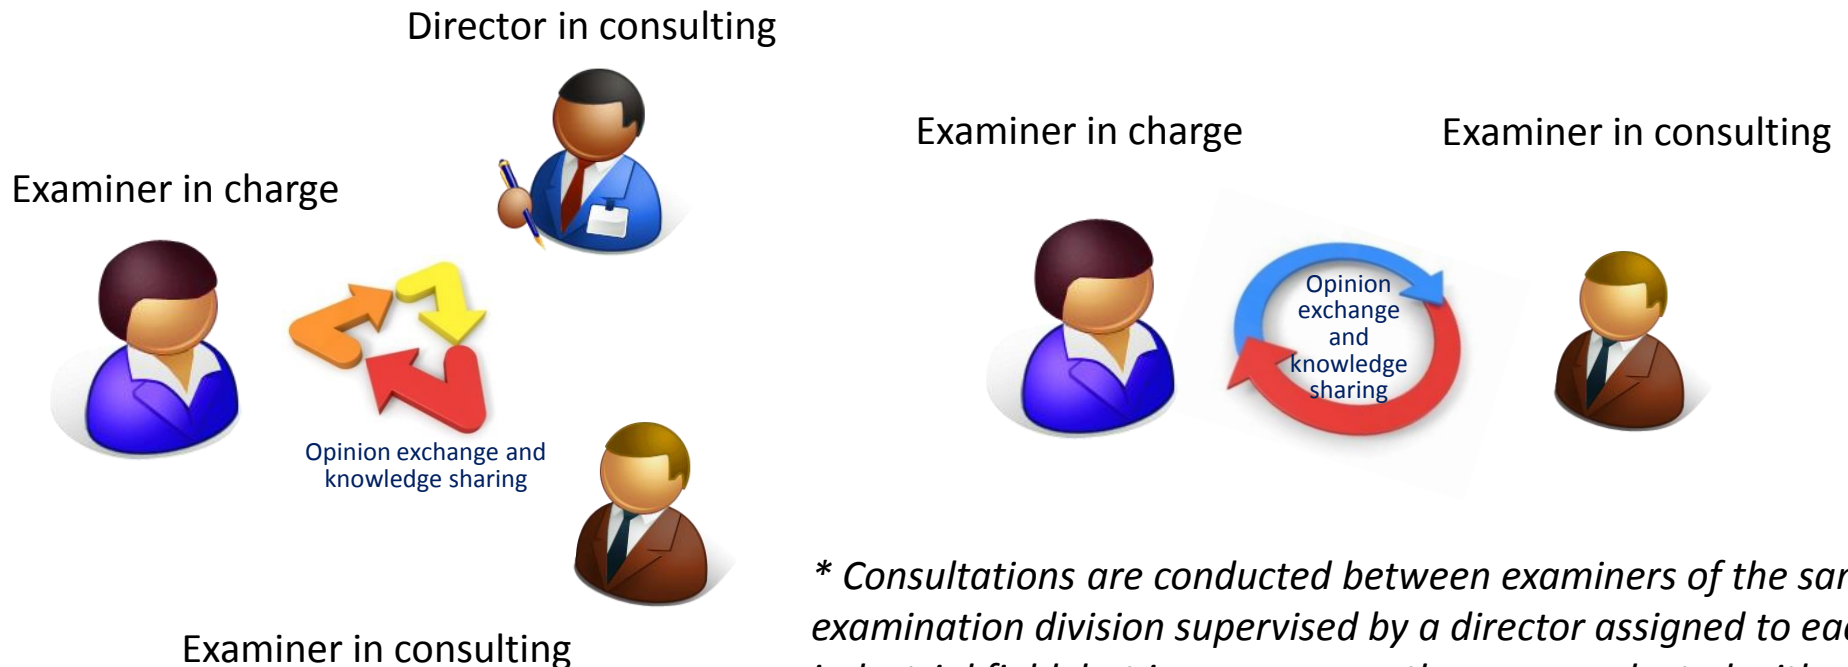 Director in consulting
Examiner in charge
Opinion exchange and
knowledge sharing
Examiner in consulting
Examiner in charge
Examiner in consulting
Opinion
exchange
and
knowledge
sharing
* Consultations are conducted between examiners of the
examination division supervised by a director assigned to